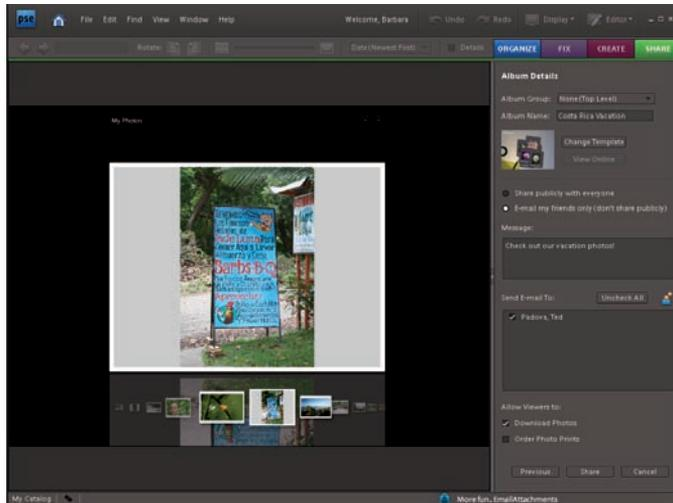 pse File Edit Find View Window Help Welcome, Barbara Undo Redo Display Editor
Rotate: Date (Newest First) Details ORGANIZE FIX CREATE SHARE
My Photos
Barbs-B-Q
Album Details
Album Group: None (Top Level)
Album Name: Costa Rica Vacation
Change Template
View Online
Share publicly with everyone
E-mail my friends only (don't share publicly)
Message:
Check out our vacation photos!
Send E-mail To: Uncheck All
Padova, Ted
Allow Viewers to:
Download Photos
Order Photo Prints
Previous Share Cancel
My Catalog More fun.. EmailAttachments